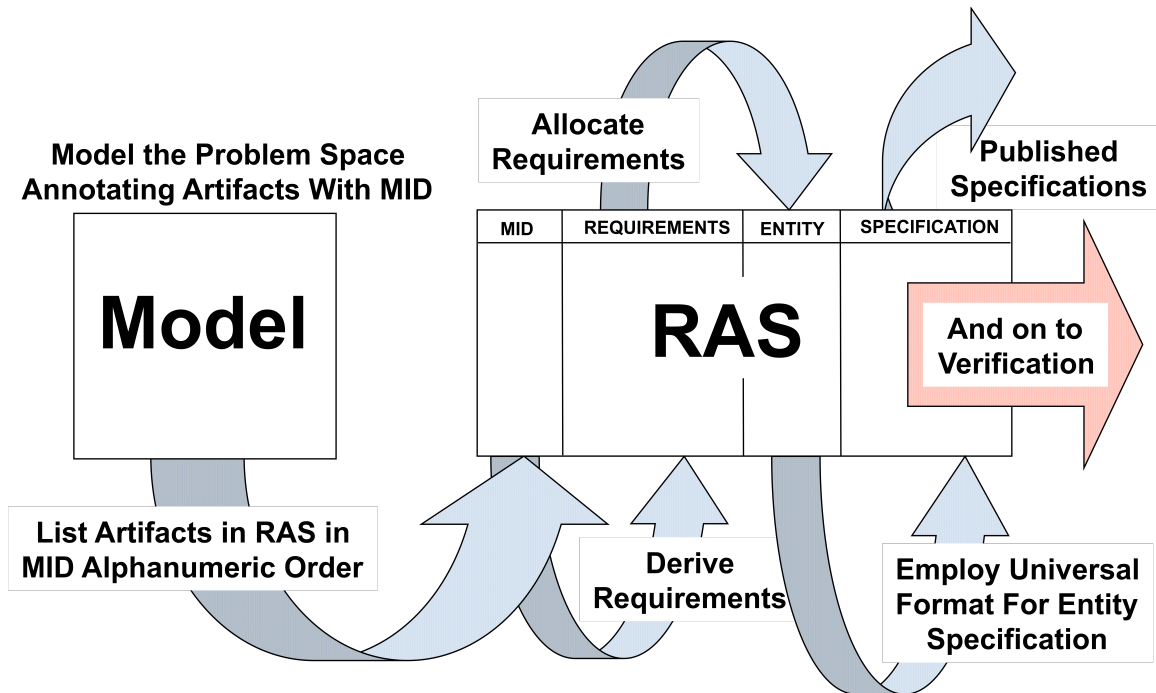 Allocate
Requirements
Published
Specifications
Model the Problem Space
Annotating Artifacts With MID
MID
REQUIREMENTS
ENTITY
SPECIFICATION
Model
RAS
And on to
Verification
List Artifacts in RAS in
MID Alphanumeric Order
Derive
Requirements
Employ Universal
Format For Entity
Specification